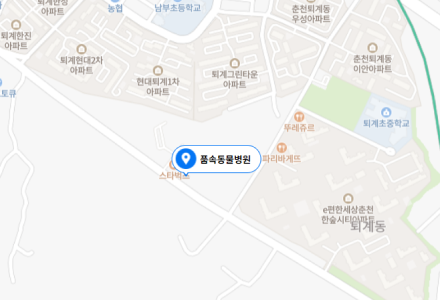 퇴계한성
아파트
농협
남부초등학교
춘천퇴계동
우성아파트
퇴계한진
아파트
퇴계현대2차
아파트
현대퇴계1차
아파트
퇴계그린타운
아파트
춘천퇴계동
이안아파트
토큐
뚜레쥬르
퇴계초등학교
파리바게뜨
품속동물병원
스타벅스
e편한세상춘천
한숲시티아파트
퇴계동